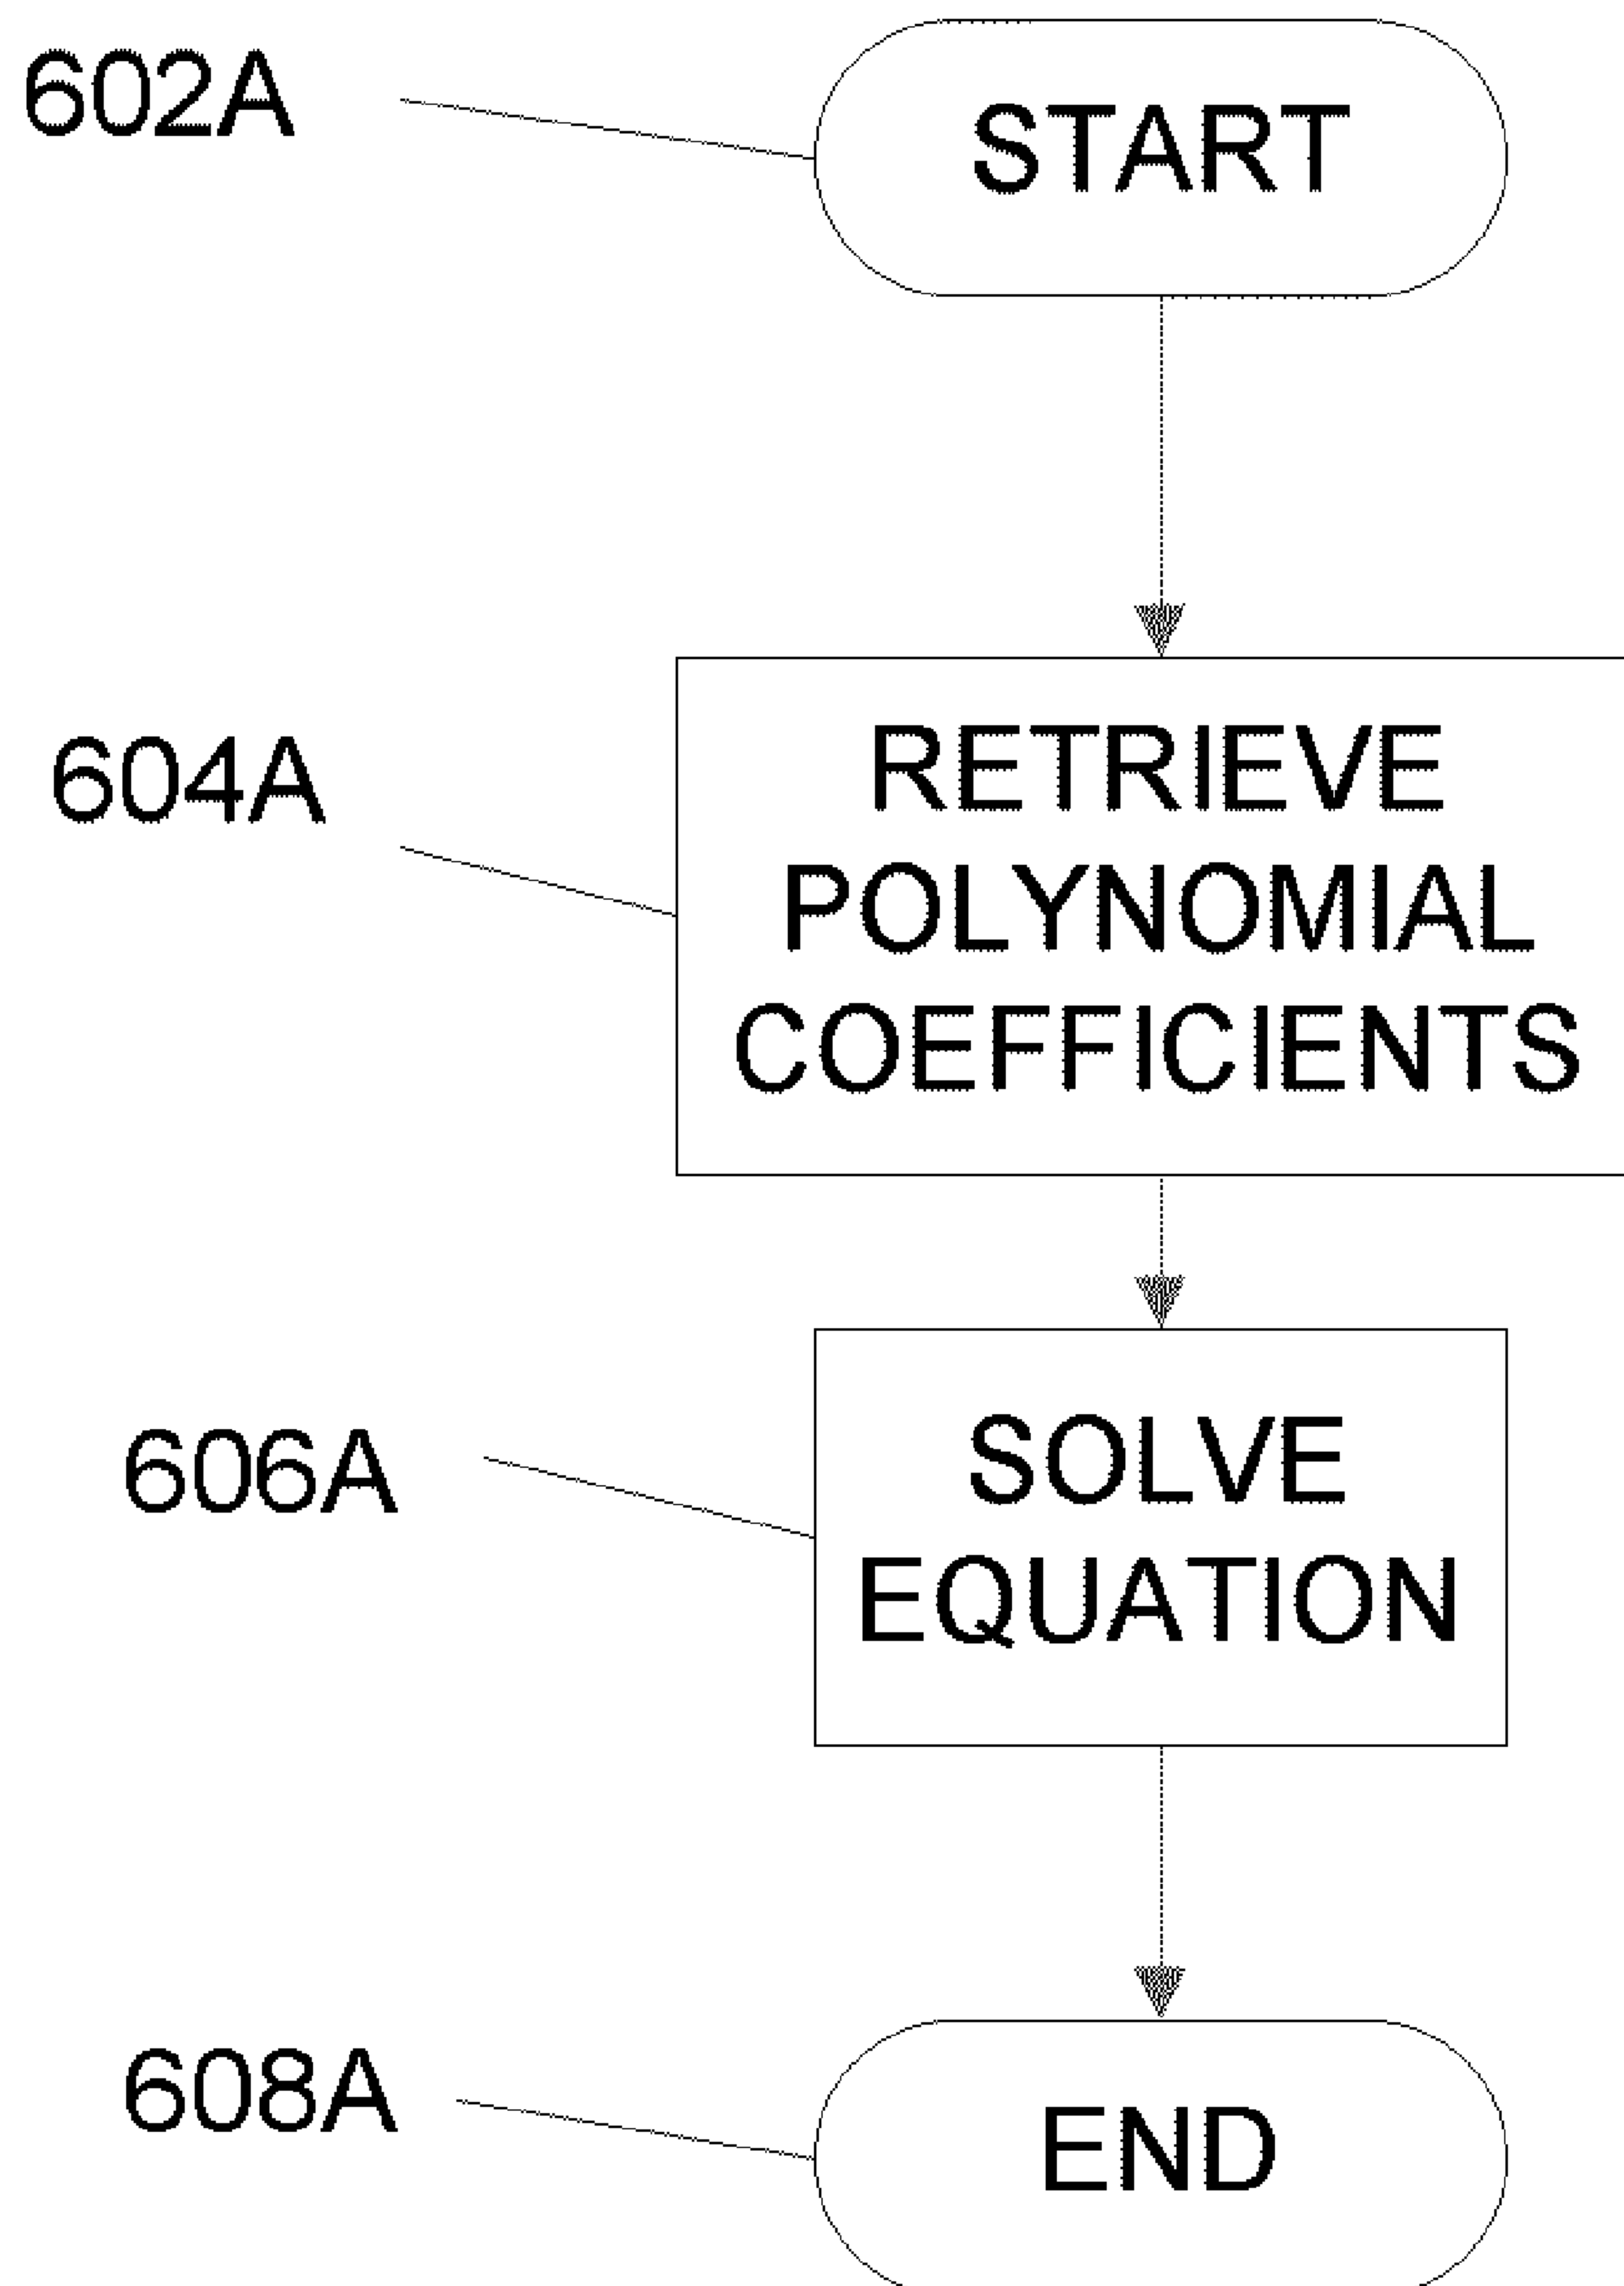 602A
START
604A
RETRIEVE
POLYNOMIAL
COEFFICIENTS
606A
SOLVE
EQUATION
608A
END